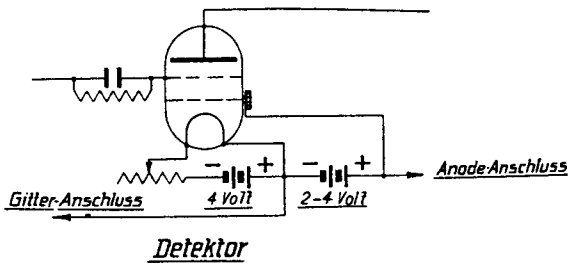 - + - +
Anode-Anschluss
Gitter-Anschluss
4 Volt
2-4 Volt
Detektor